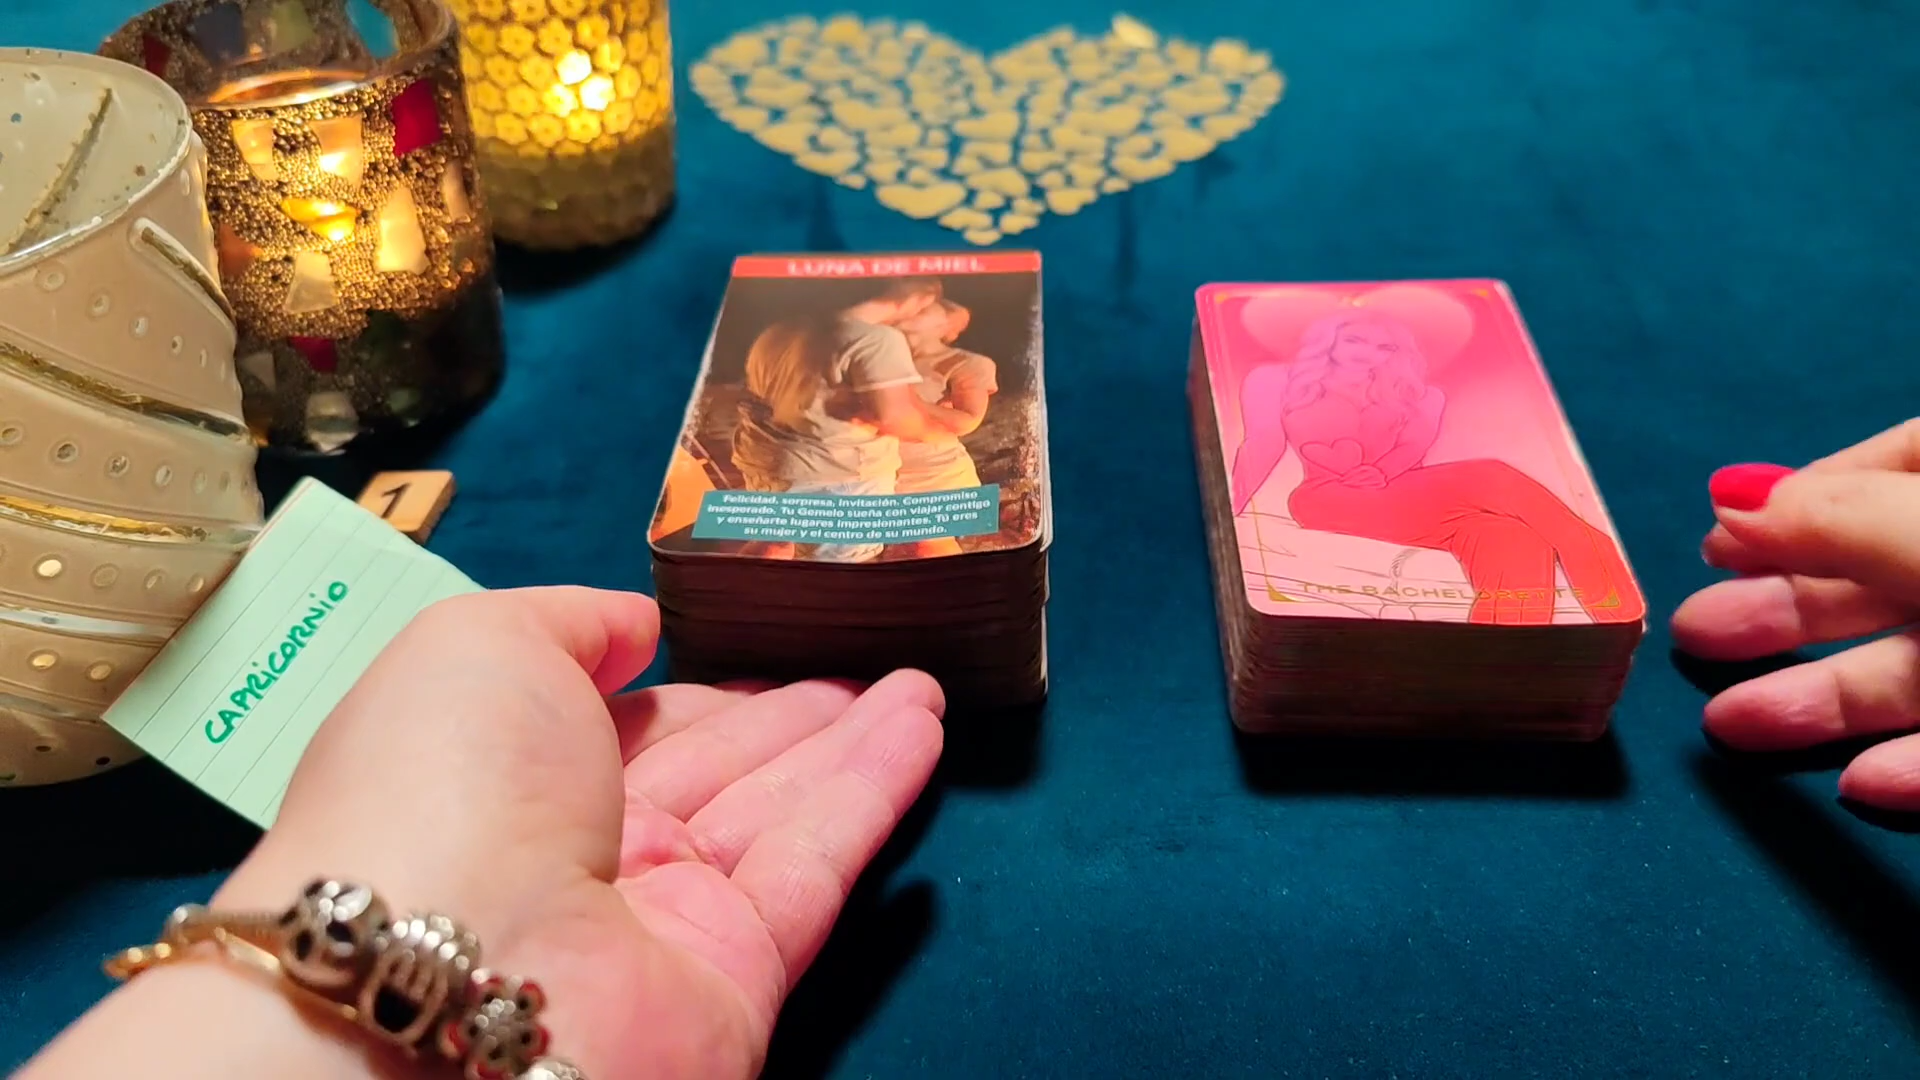 LUNA DE MIEL
Felicidad, sorpresa, invitación. Compromiso
inesperado. Tu Gemelo sueña con viajar contigo
y enseñarte lugares impresionantes. Tú eres
su mujer y el centro de su mundo.
THE BACHELORETTE
1
CAPRICORNiO